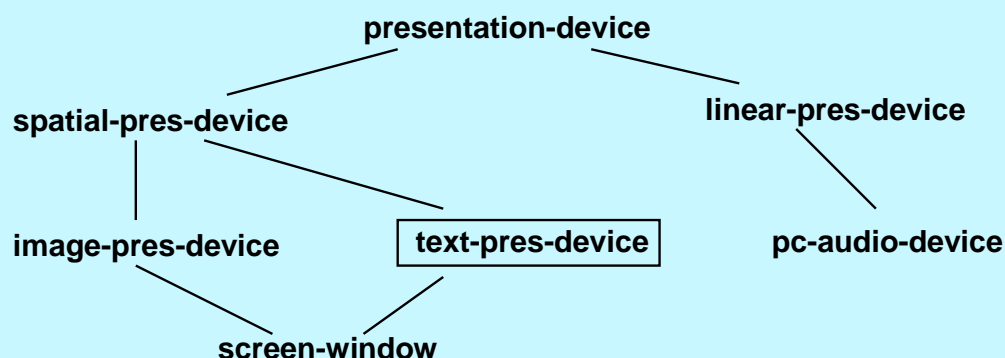 presentation-device
spatial-pres-device
linear-pres-device
image-pres-device
text-pres-device
pc-audio-device
screen-window